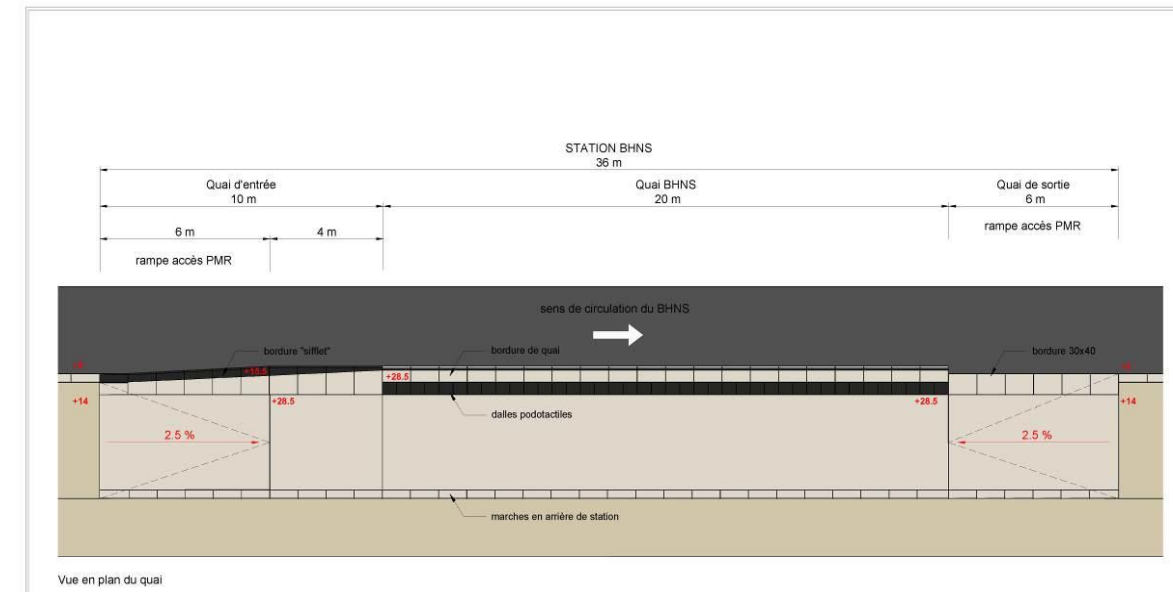 STATION BHNS
36 m
Quai d'entrée
10 m
Quai BHNS
20 m
Quai de sortie
6 m
6 m
4 m
rampe accès PMR
rampe accès PMR
sens de circulation du BHNS
bordure "sifflet"
bordure de quai
bordure 30x40
+15.5
+28.5
+14
+28.5
+28.5
+14
dalles podotactiles
2.5 %
2.5 %
marches en arrière de station
Vue en plan du quai